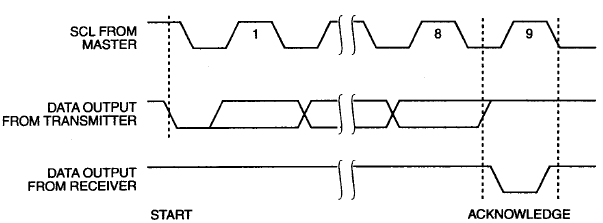 SCL FROM
MASTER
1
8
9
DATA OUTPUT
FROM TRANSMITTER
DATA OUTPUT
FROM RECEIVER
START
ACKNOWLEDGE